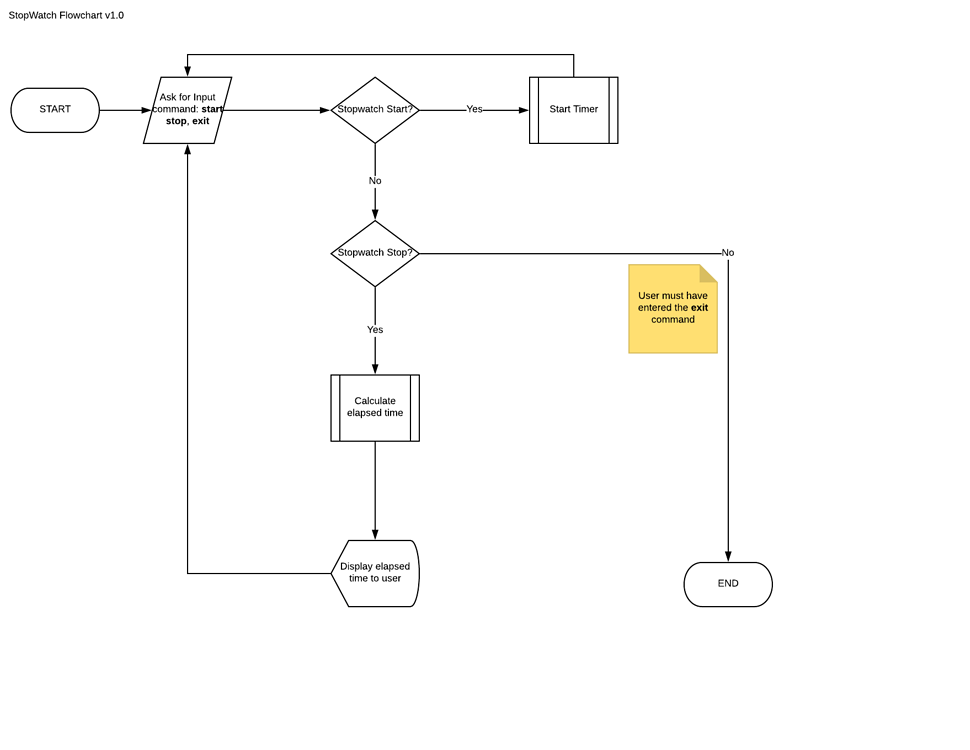 StopWatch Flowchart v1.0
START
Ask for Input
command: start
stop, exit
Stopwatch Start?
Yes
Start Timer
No
Stopwatch Stop?
No
User must have
entered the exit
command
Yes
Calculate
elapsed time
Display elapsed
time to user
END